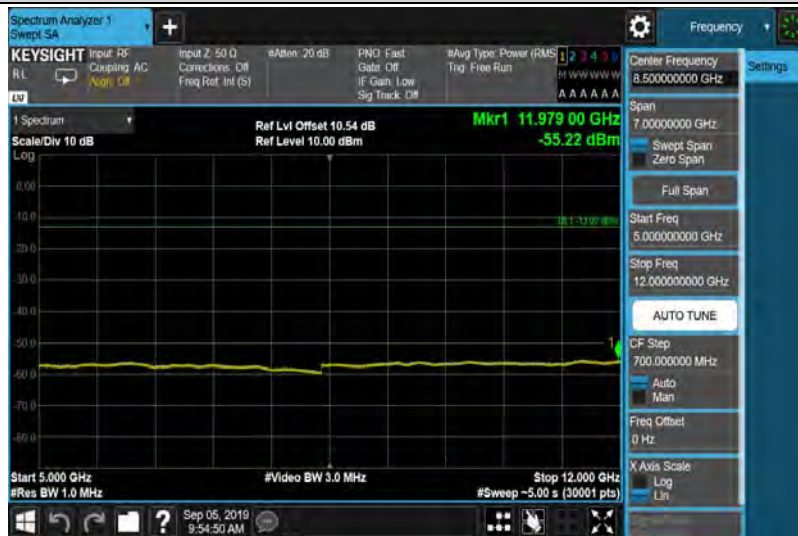 Spectrum Analyzer 1
Swept SA
+
Frequency
KEYSIGHT Input: RF Input Z: 50 Ω #Atten: 20 dB PNO: Fast #Avg Type: Power (RMS 1 2 3 4 5 6
RL Coupling: AC Corrections: Off Gate: Off Trig: Free Run M W W W W W
Align: Off Freq Ref: Int (S) IF Gain: Low
Sig Track: Off A A A A A A
LXI
Center Frequency
8.500000000 GHz
Settings
Span
7.00000000 GHz
Swept Span
Zero Span
Full Span
Start Freq
5.000000000 GHz
Stop Freq
12.000000000 GHz
AUTO TUNE
CF Step
700.000000 MHz
Auto
Man
Freq Offset
0 Hz
X Axis Scale
Log
Lin
1 Spectrum
Scale/Div 10 dB
Log
Ref Lvl Offset 10.54 dB
Ref Level 10.00 dBm
Mkr1 11.979 00 GHz
-55.22 dBm
0.00
-10.0
DL1 -13.00 dBm
-20.0
-30.0
-40.0
-50.0
1
-60.0
-70.0
-80.0
Start 5.000 GHz #Video BW 3.0 MHz Stop 12.000 GHz
#Res BW 1.0 MHz #Sweep ~5.00 s (30001 pts)
? Sep 05, 2019
9:54:50 AM